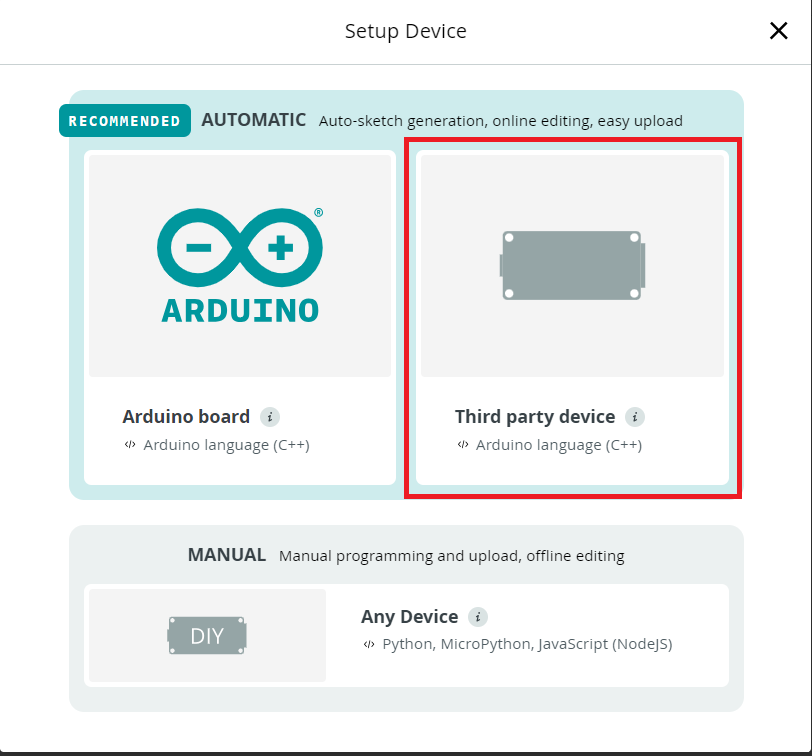 Setup Device
RECOMMENDED AUTOMATIC Auto-sketch generation, online editing, easy upload
ARDUINO®
Arduino board i
</> Arduino language (C++)
Third party device i
</> Arduino language (C++)
MANUAL Manual programming and upload, offline editing
DIY
Any Device i
</> Python, MicroPython, JavaScript (NodeJS)